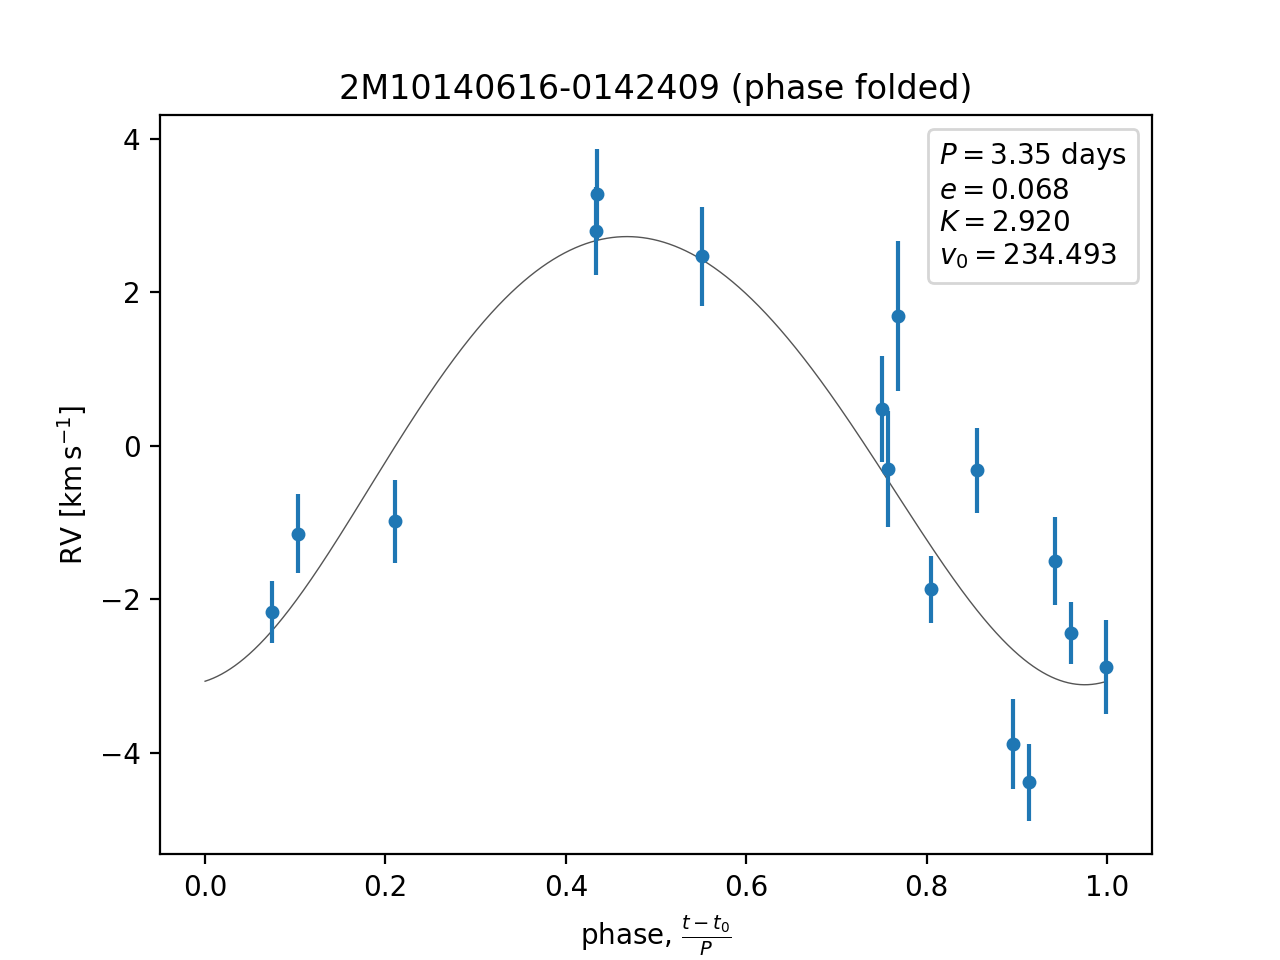 2M10140616-0142409 (phase folded)
P = 3.35 days
e = 0.068
K = 2.920
v₀ = 234.493
4
2
0
−2
−4
RV [km s⁻¹]
0.0 0.2 0.4 0.6 0.8 1.0
phase, (t − t₀)/P